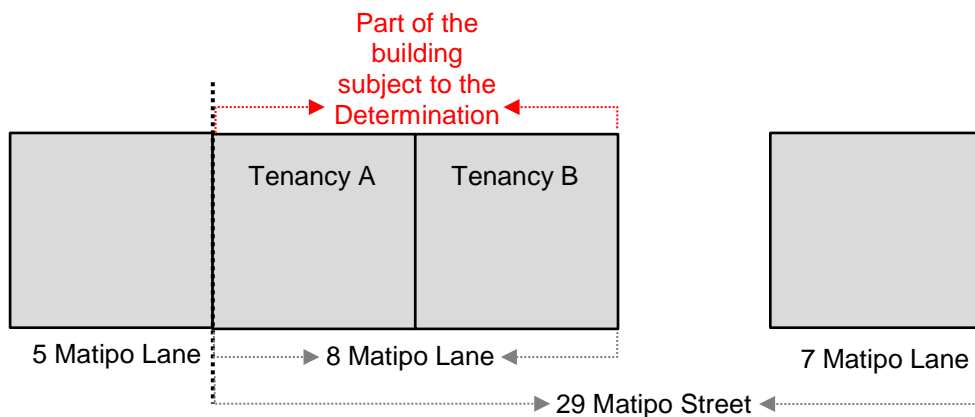 Part of the
building
subject to the
Determination
Tenancy A
Tenancy B
5 Matipo Lane
8 Matipo Lane
7 Matipo Lane
29 Matipo Street